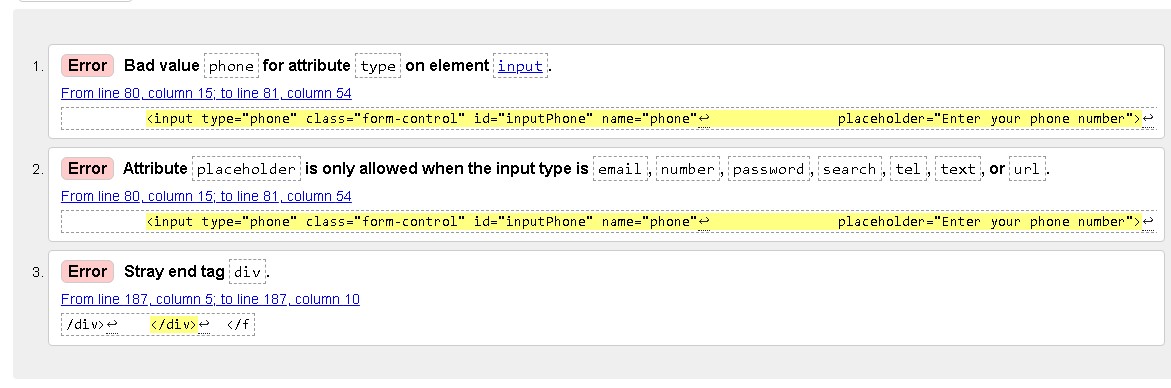 1. Error Bad value phone for attribute type on element input.
From line 80, column 15; to line 81, column 54
<input type="phone" class="form-control" id="inputPhone" name="phone"↩ placeholder="Enter your phone number">↩
2. Error Attribute placeholder is only allowed when the input type is email, number, password, search, tel, text, or url.
From line 80, column 15; to line 81, column 54
<input type="phone" class="form-control" id="inputPhone" name="phone"↩ placeholder="Enter your phone number">↩
3. Error Stray end tag div.
From line 187, column 5; to line 187, column 10
/div>↩ </div>↩ </f